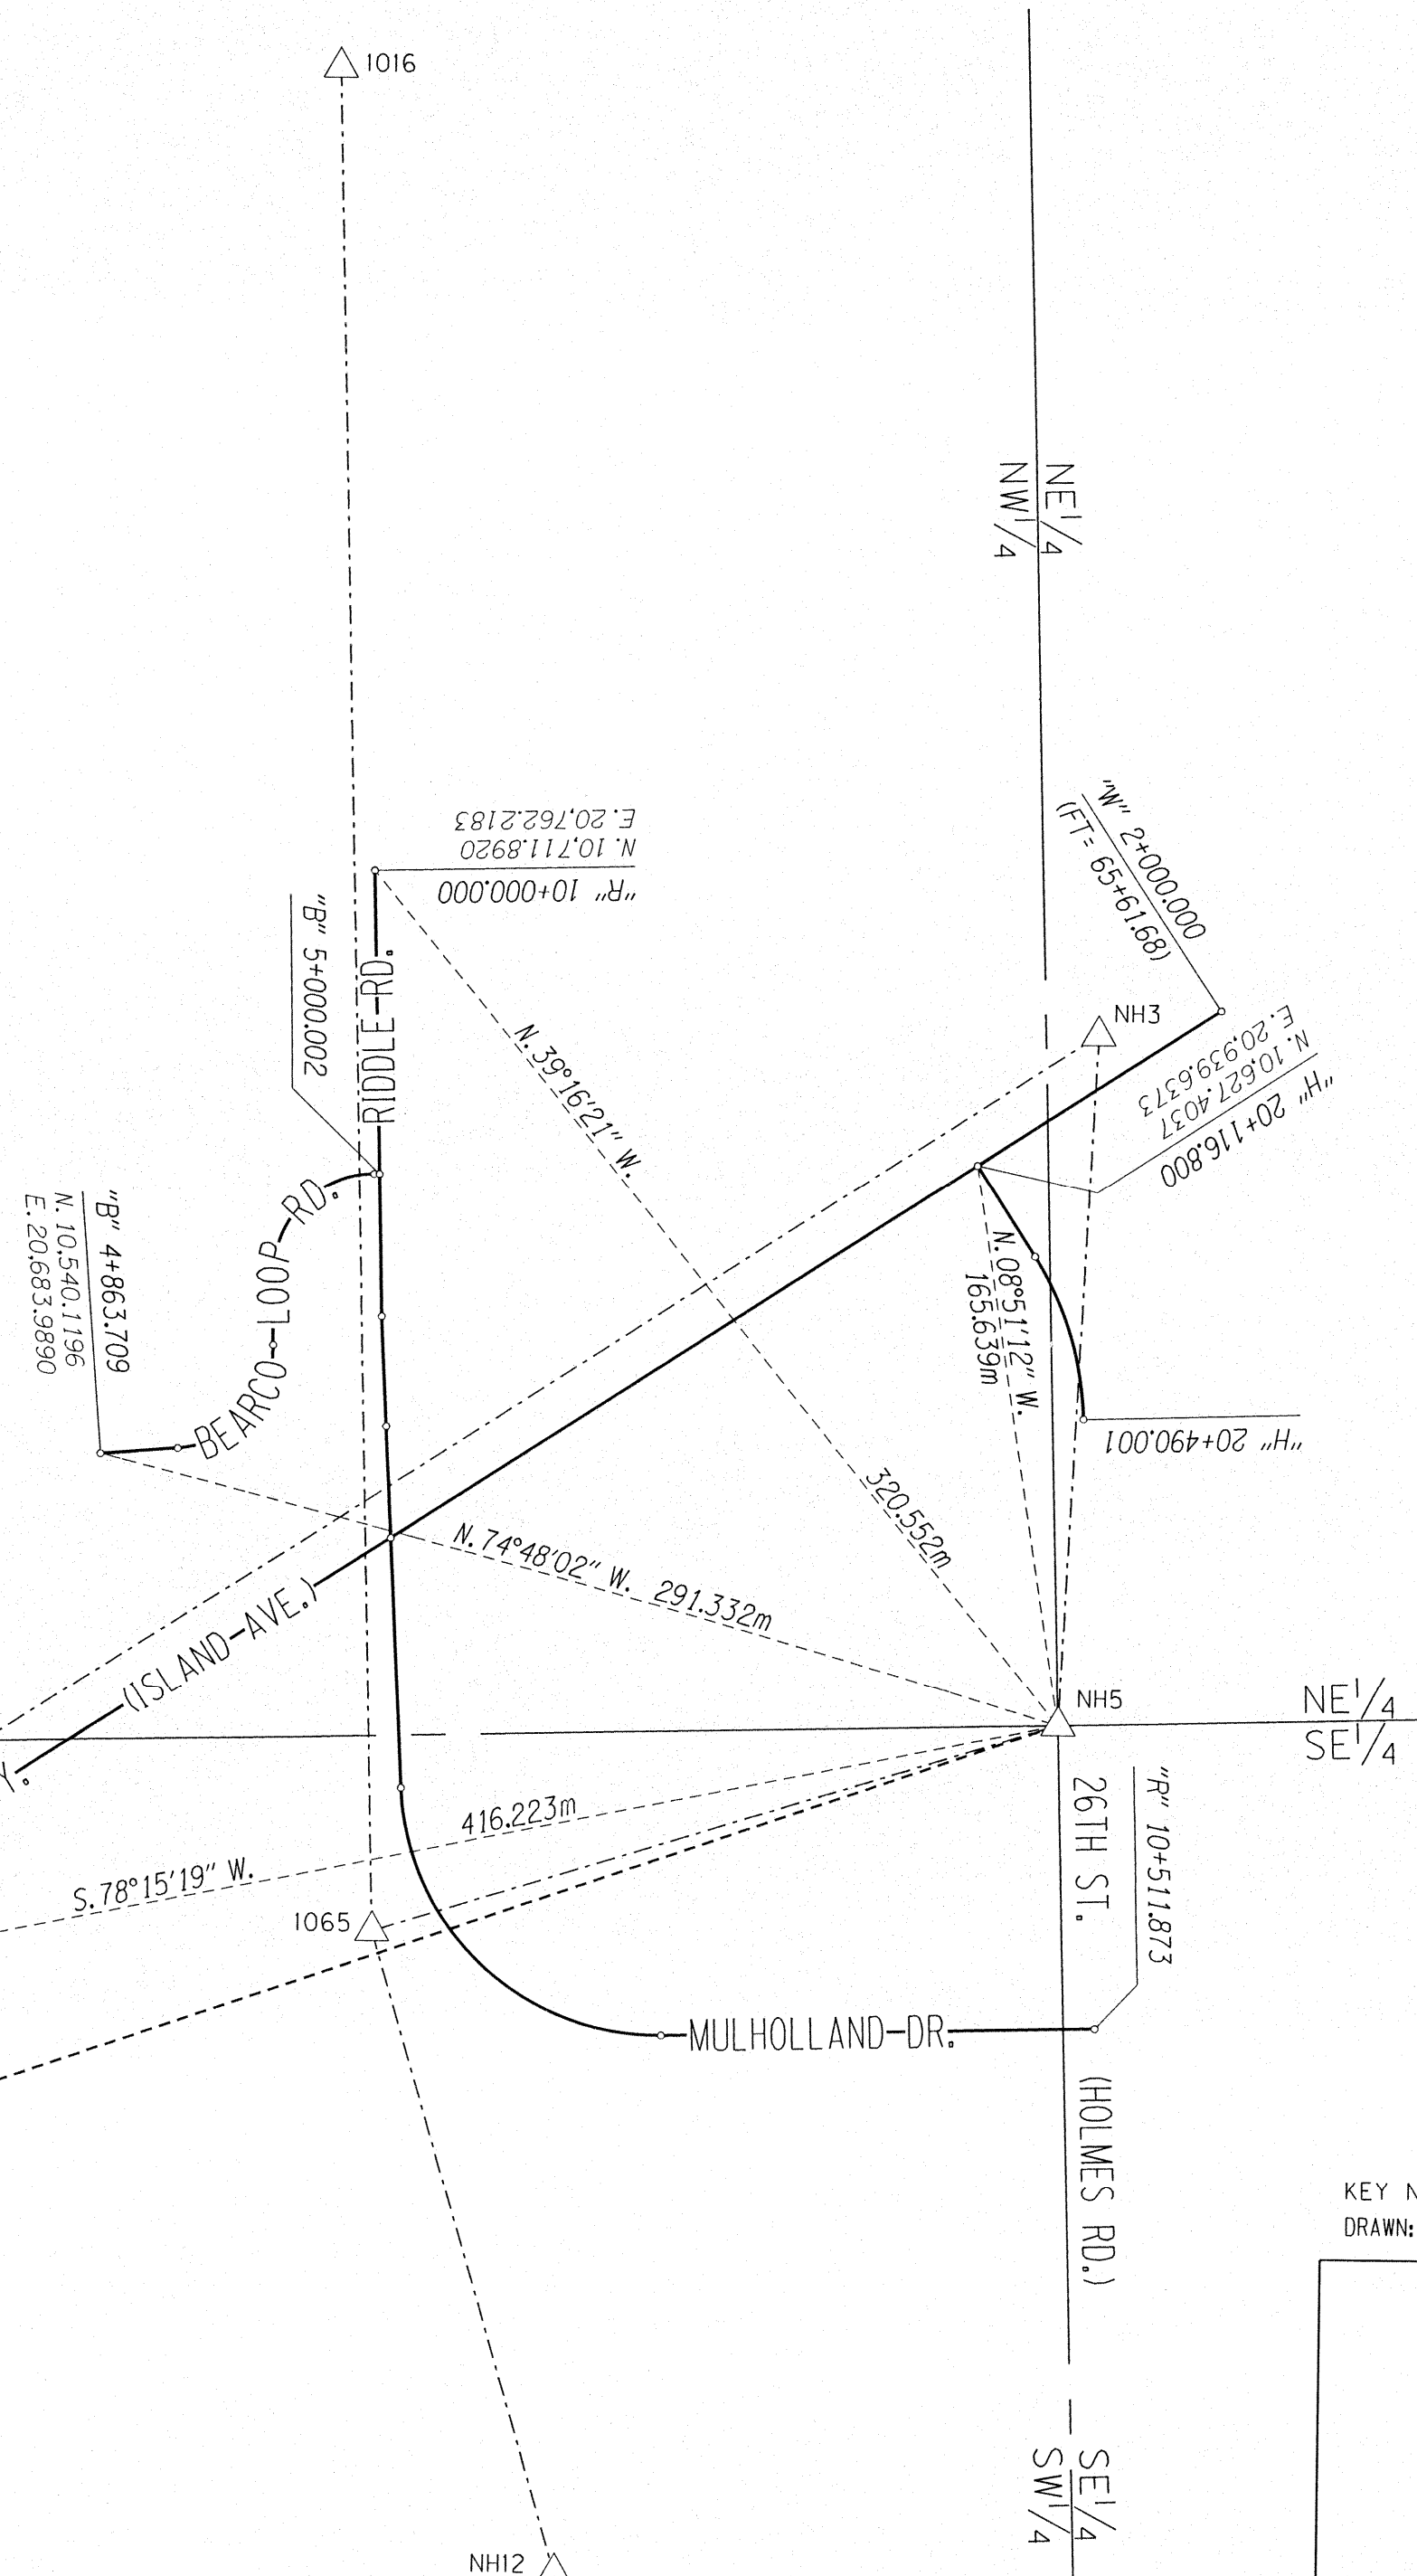 1016
NE1/4
NW1/4
"W" 2+000.000
(FT= 65+61.68)
E. 20,762.2183
N. 10,711.8920
"R" 10+000.000
"B" 5+000.002
RIDDLE RD.
NH3
E. 20,939.6373
N. 10,627.4037
"H" 20+116.800
N. 39°16'21" W.
320.552m
"B" 4+863.709
N. 10,540.1196
E. 20,683.9890
BEARCO LOOP RD.
N. 08°51'12" W.
165.639m
"H" 20+490.001
N. 74°48'02" W. 291.332m
(ISLAND AVE.)
Y.
NH5
NE1/4
SE1/4
26TH ST.
"R" 10+511.873
416.223m
S. 78°15'19" W.
1065
MULHOLLAND DR.
(HOLMES RD.)
KEY N
DRAWN:
SE1/4
SW1/4
NH12